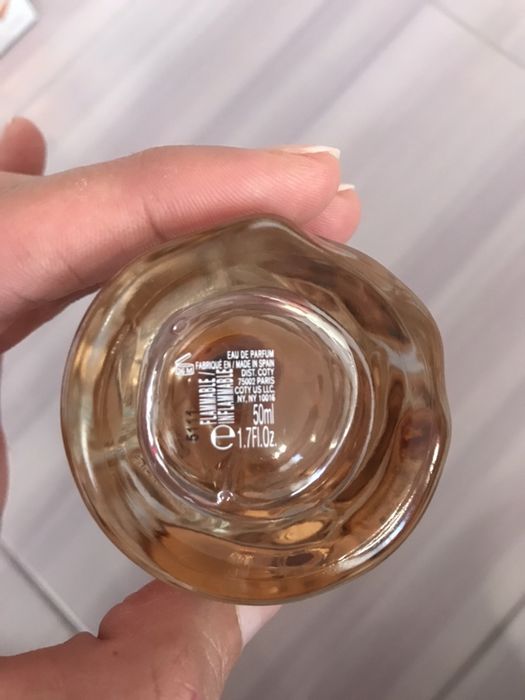 EAU DE PARFUM
FABRIQUÉ EN / MADE IN SPAIN
DIST. COTY
75002 PARIS
COTY US LLC.
NY, NY 10016
50ml
℮ 1.7Fl.Oz.
FLAMMABLE /
INFLAMMABLE
5111